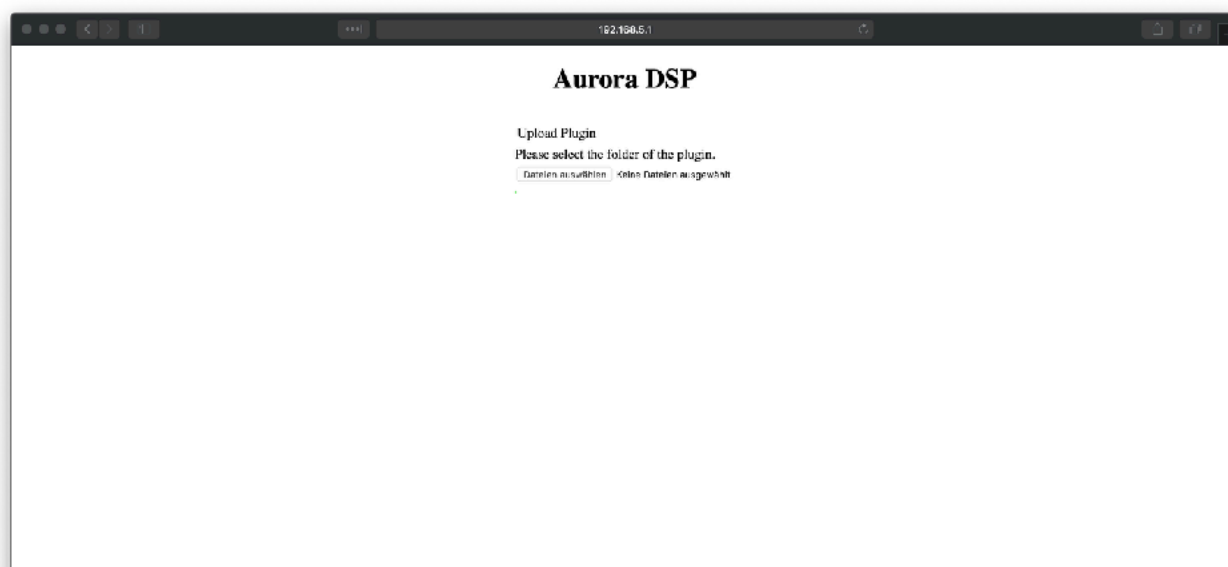 192.168.5.1
Aurora DSP
Upload Plugin
Please select the folder of the plugin.
Dateien auswählen Keine Dateien ausgewählt